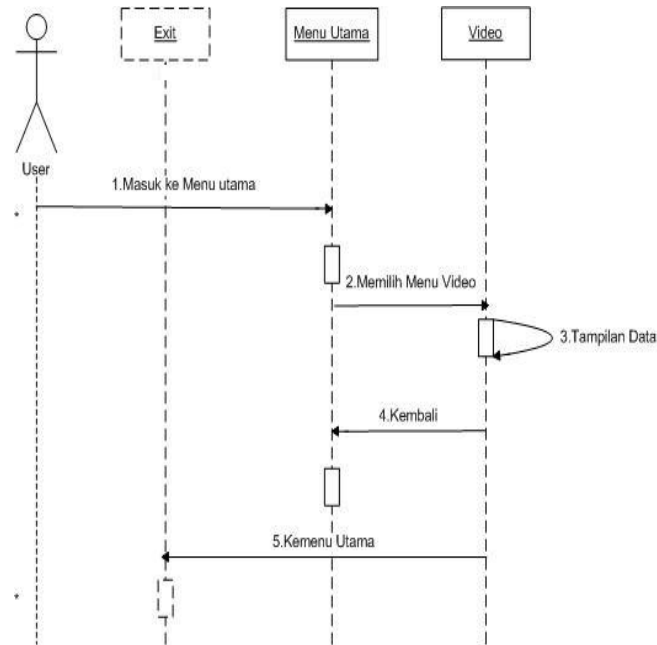 Exit
Menu Utama
Video
User
1.Masuk ke Menu utama
2.Memilih Menu Video
3.Tampilan Data
4.Kembali
5.Kemenu Utama